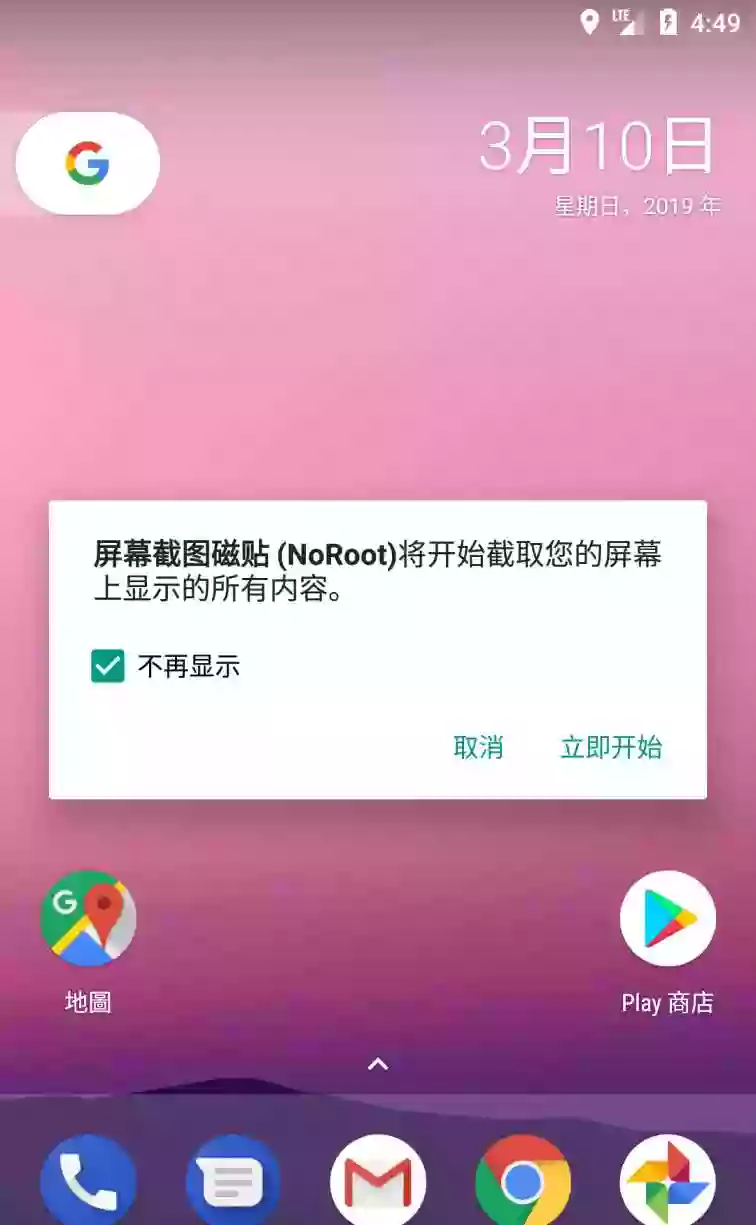 LTE 4:49
G
3月10日
星期日，2019 年
屏幕截图磁贴 (NoRoot)将开始截取您的屏幕
上显示的所有内容。
不再显示
取消 立即开始
G
地圖 Play 商店